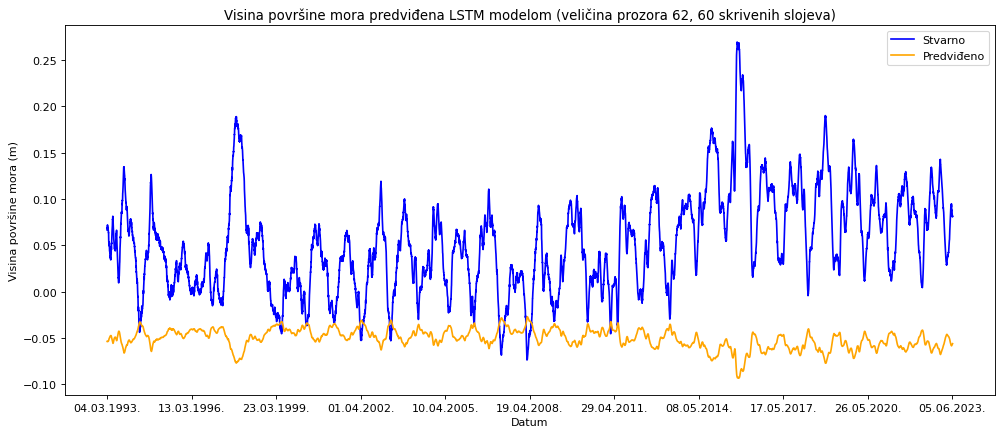 Visina površine mora predviđena LSTM modelom (veličina prozora 62, 60 skrivenih slojeva)
Stvarno
Predviđeno
Visina površine mora (m)
0.25
0.20
0.15
0.10
0.05
0.00
−0.05
−0.10
04.03.1993. 13.03.1996. 23.03.1999. 01.04.2002. 10.04.2005. 19.04.2008. 29.04.2011. 08.05.2014. 17.05.2017. 26.05.2020. 05.06.2023.
Datum